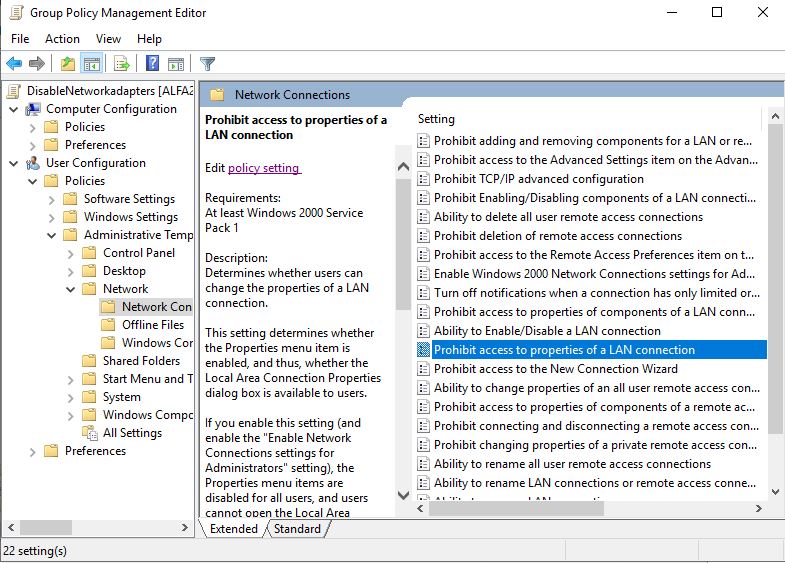 Group Policy Management Editor
File Action View Help
DisableNetworkadapters [ALFA2
Computer Configuration
Policies
Preferences
User Configuration
Policies
Software Settings
Windows Settings
Administrative Temp
Control Panel
Desktop
Network
Network Con
Offline Files
Windows Cor
Shared Folders
Start Menu and T
System
Windows Compo
All Settings
Preferences
Network Connections
Prohibit access to properties of a
LAN connection
Edit policy setting
Requirements:
At least Windows 2000 Service
Pack 1
Description:
Determines whether users can
change the properties of a LAN
connection.
This setting determines whether
the Properties menu item is
enabled, and thus, whether the
Local Area Connection Properties
dialog box is available to users.
If you enable this setting (and
enable the "Enable Network
Connections settings for
Administrators" setting), the
Properties menu items are
disabled for all users, and users
cannot open the Local Area
Setting
Prohibit adding and removing components for a LAN or re...
Prohibit access to the Advanced Settings item on the Advan...
Prohibit TCP/IP advanced configuration
Prohibit Enabling/Disabling components of a LAN connecti...
Ability to delete all user remote access connections
Prohibit deletion of remote access connections
Prohibit access to the Remote Access Preferences item on t...
Enable Windows 2000 Network Connections settings for Ad...
Turn off notifications when a connection has only limited or...
Prohibit access to properties of components of a LAN conn...
Ability to Enable/Disable a LAN connection
Prohibit access to properties of a LAN connection
Prohibit access to the New Connection Wizard
Ability to change properties of an all user remote access con...
Prohibit access to properties of components of a remote ac...
Prohibit connecting and disconnecting a remote access con...
Prohibit changing properties of a private remote access con...
Ability to rename all user remote access connections
Ability to rename LAN connections or remote access conne...
Extended Standard
22 setting(s)